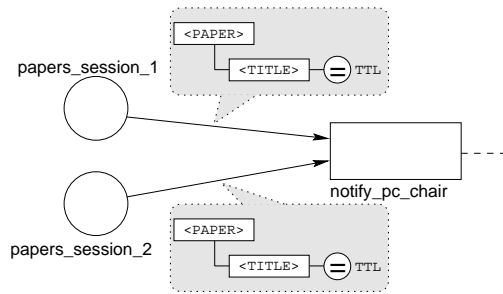 <PAPER>
papers_session_1
<TITLE> = TTL
notify_pc_chair
<PAPER>
papers_session_2
<TITLE> = TTL